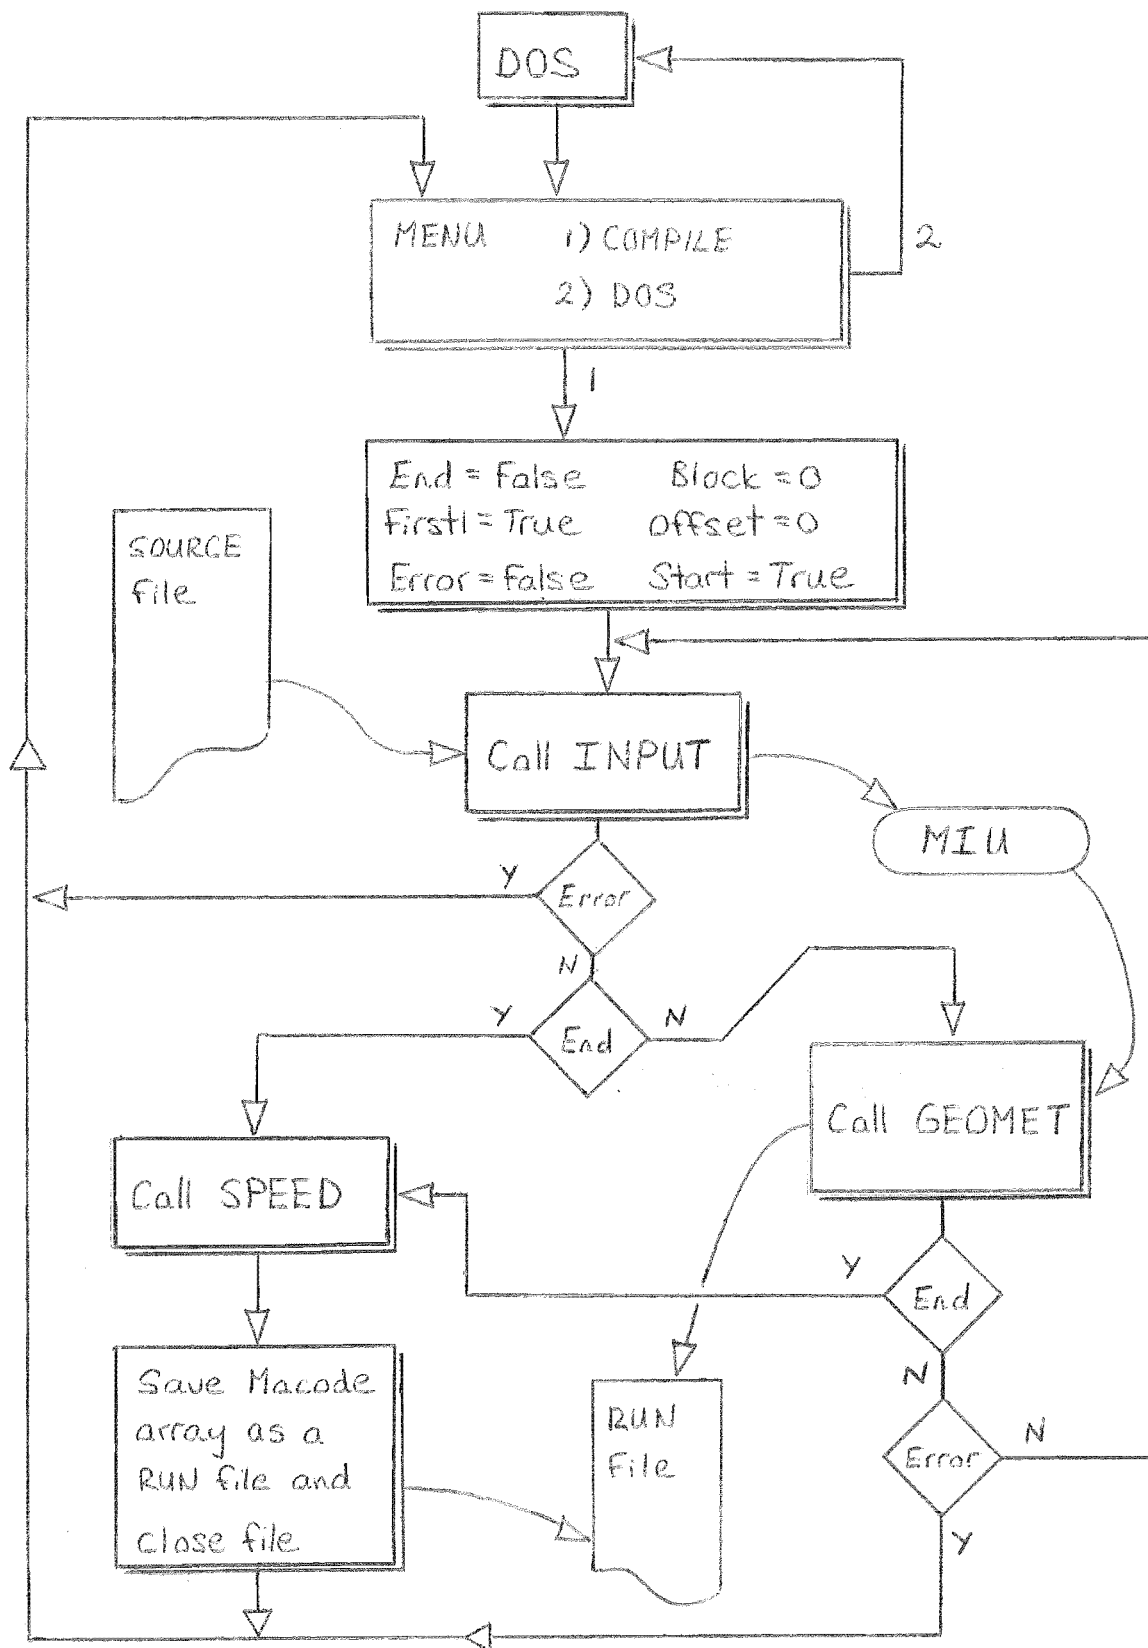 DOS
MENU 1) COMPILE
2) DOS
2
1
End = False Block = 0
First1 = True offset = 0
Error = False Start = True
SOURCE
file
Call INPUT
MIU
Y
Error
N
Y
End
N
Call GEOMET
Call SPEED
Y
End
N
Save Macode
array as a
RUN file and
close file
RUN
File
Error
N
Y